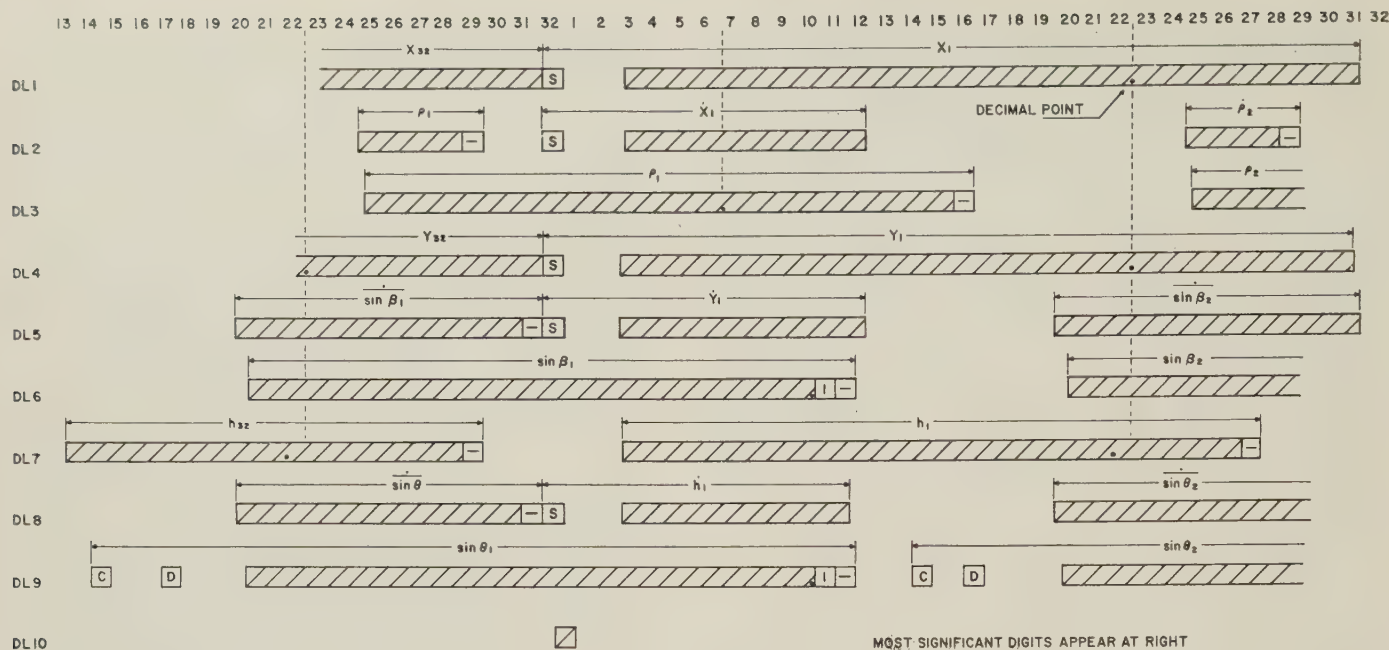 13 14 15 16 17 18 19 20 21 22 23 24 25 26 27 28 29 30 31 32 1 2 3 4 5 6 7 8 9 10 11 12 13 14 15 16 17 18 19 20 21 22 23 24 25 26 27 28 29 30 31 32
X₃₂ X₁
DL1 S
DECIMAL POINT
ρ₁ Ẋ₁ ρ̇₂
DL2 — S —
ρ₁ ρ₂
DL3 —
Y₃₂ Y₁
DL4 S
sin β̇₁ Ẏ₁ sin β̇₂
DL5 — S
sin β₁ sin β₂
DL6 I —
h₃₂ h₁
DL7 — —
sin θ̇ ḣ₁ sin θ̇₂
DL8 — S
sin θ₁ sin θ₂
DL9 C D I — C D
DL10 MOST SIGNIFICANT DIGITS APPEAR AT RIGHT